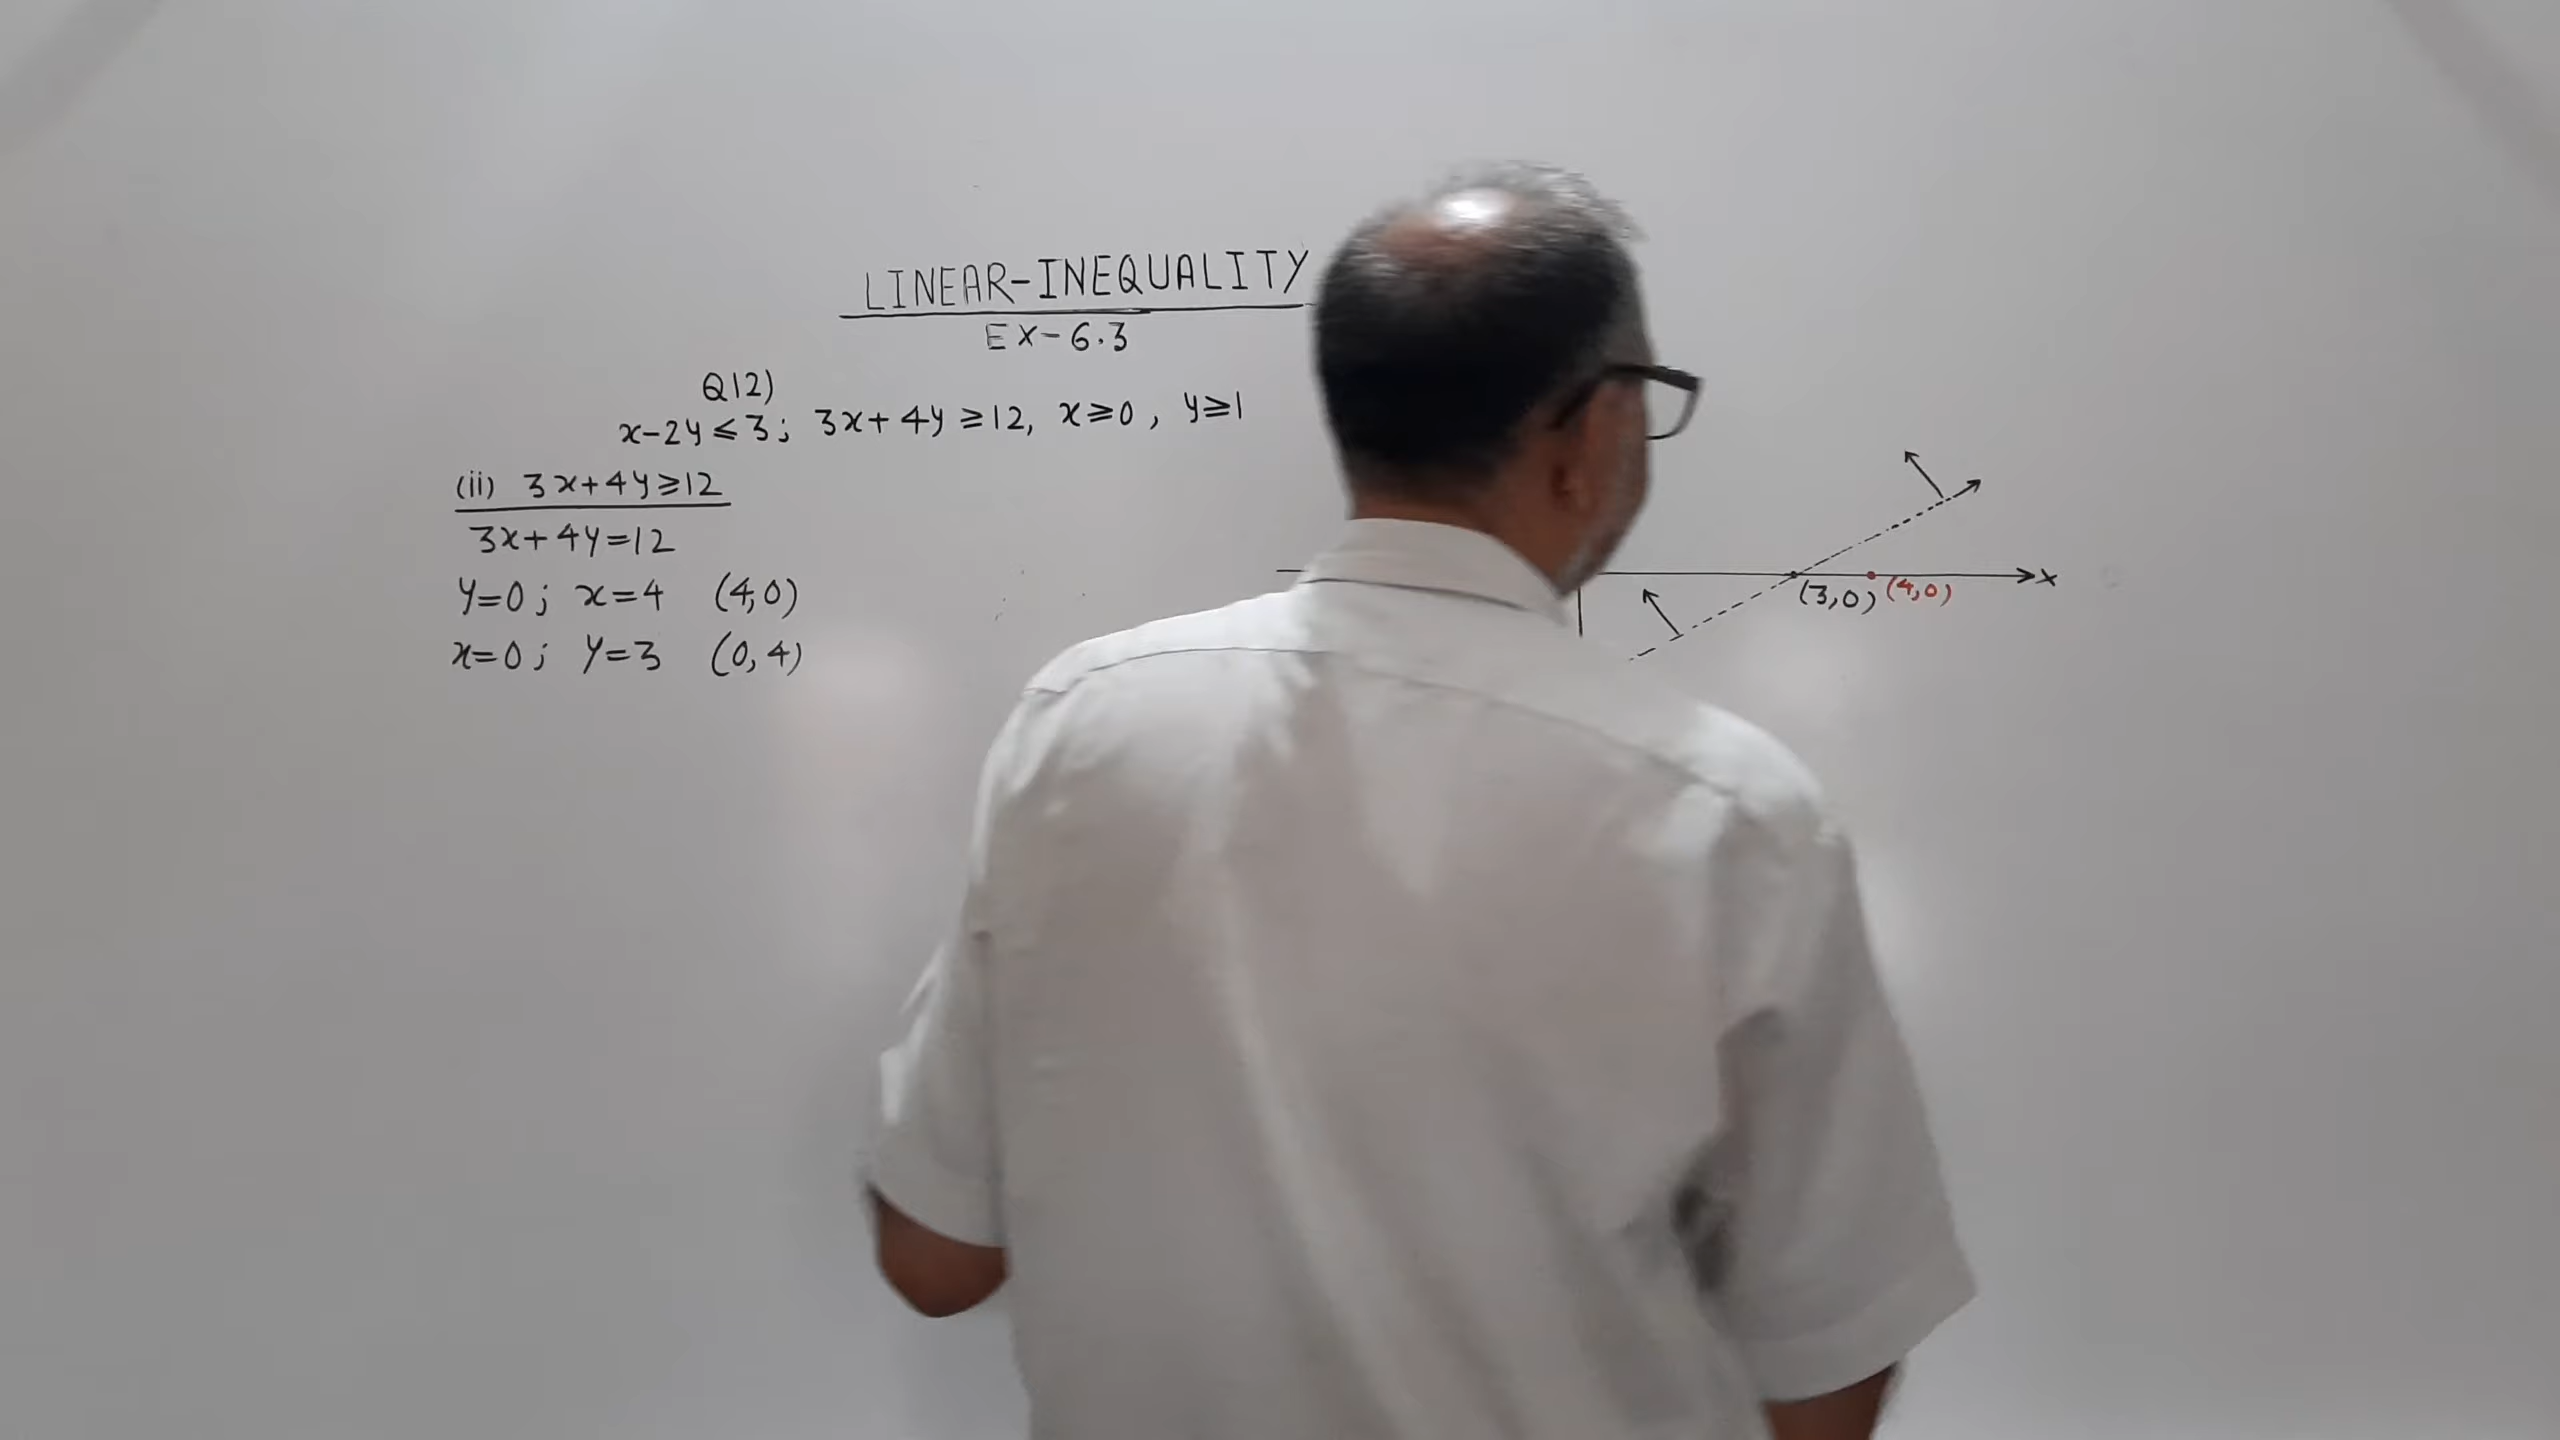 LINEAR-INEQUALITY
EX-6.3
Q12)
x-2y≤3; 3x+4y≥12, x≥0, y≥1
(ii) 3x+4y≥12
3x+4y=12
y=0; x=4 (4,0)
x=0; y=3 (0,4)
x
(3,0) (4,0)